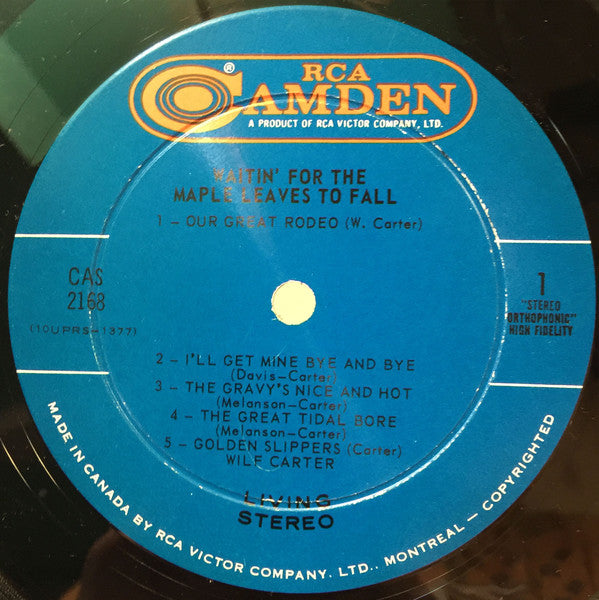 RCA
CAMDEN
®
A PRODUCT OF RCA VICTOR COMPANY, LTD.
WAITIN' FOR THE
MAPLE LEAVES TO FALL
1 – OUR GREAT RODEO (W. Carter)
CAS
2168
(10UPRS-1377)
1
"STEREO
ORTHOPHONIC"
HIGH FIDELITY
2 – I'LL GET MINE BYE AND BYE
(Davis–Carter)
3 – THE GRAVY'S NICE AND HOT
(Melanson–Carter)
4 – THE GREAT TIDAL BORE
(Melanson–Carter)
5 – GOLDEN SLIPPERS (Carter)
WILF CARTER
LIVING
STEREO
MADE IN CANADA BY RCA VICTOR COMPANY. LTD.. MONTREAL – COPYRIGHTED